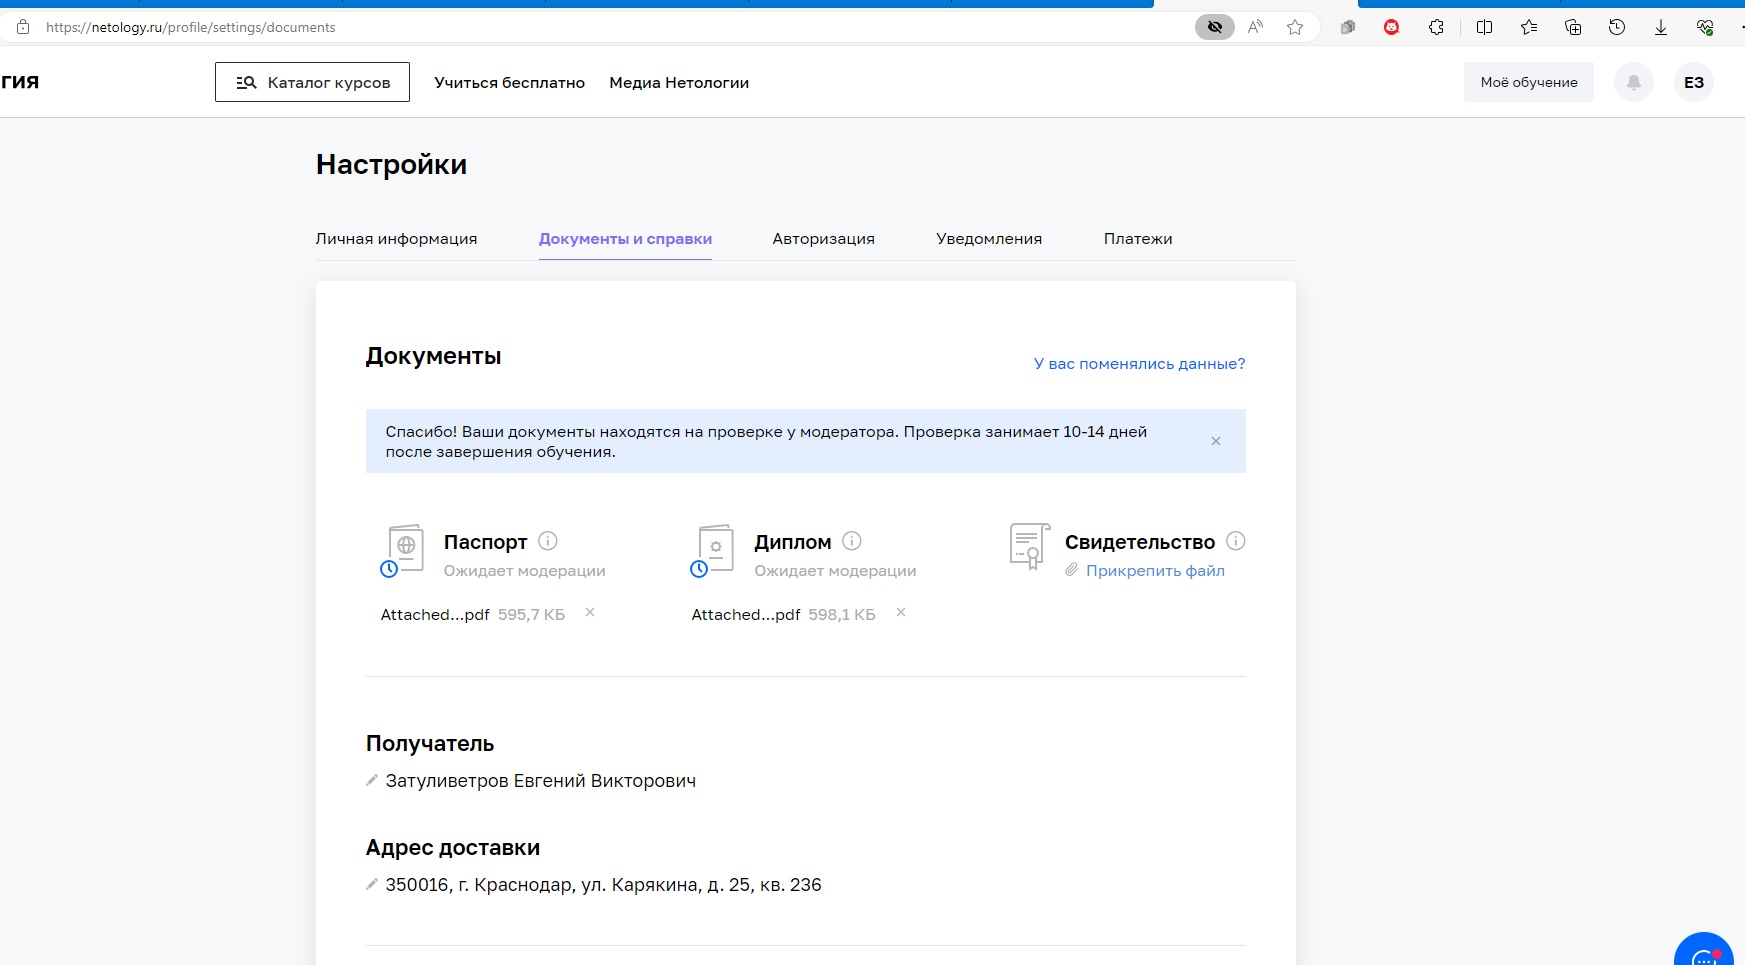 https://netology.ru/profile/settings/documents
гия
Каталог курсов
Учиться бесплатно
Медиа Нетологии
Моё обучение
ЕЗ
Настройки
Личная информация
Документы и справки
Авторизация
Уведомления
Платежи
Документы
У вас поменялись данные?
Спасибо! Ваши документы находятся на проверке у модератора. Проверка занимает 10-14 дней
после завершения обучения.
Паспорт
Ожидает модерации
Attached...pdf 595,7 КБ
Диплом
Ожидает модерации
Attached...pdf 598,1 КБ
Свидетельство
Прикрепить файл
Получатель
Затуливетров Евгений Викторович
Адрес доставки
350016, г. Краснодар, ул. Карякина, д. 25, кв. 236